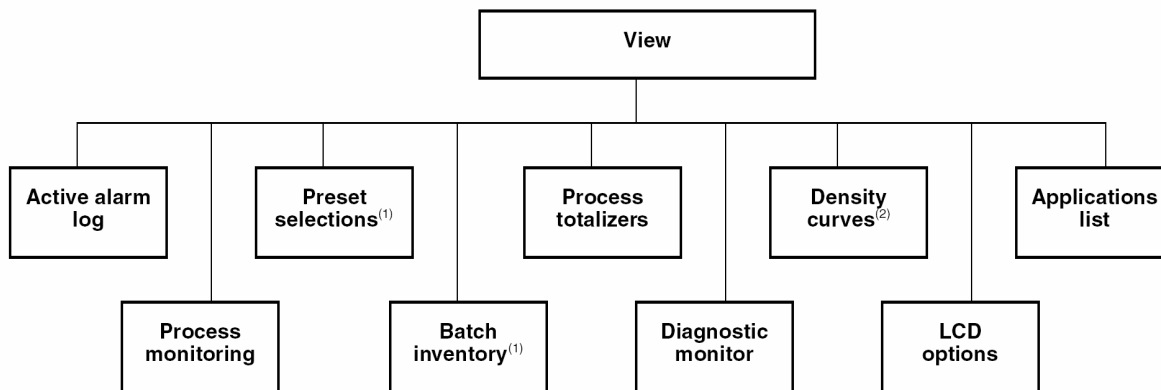 View
Active alarm
log
Preset
selections(1)
Process
totalizers
Density
curves(2)
Applications
list
Process
monitoring
Batch
inventory(1)
Diagnostic
monitor
LCD
options